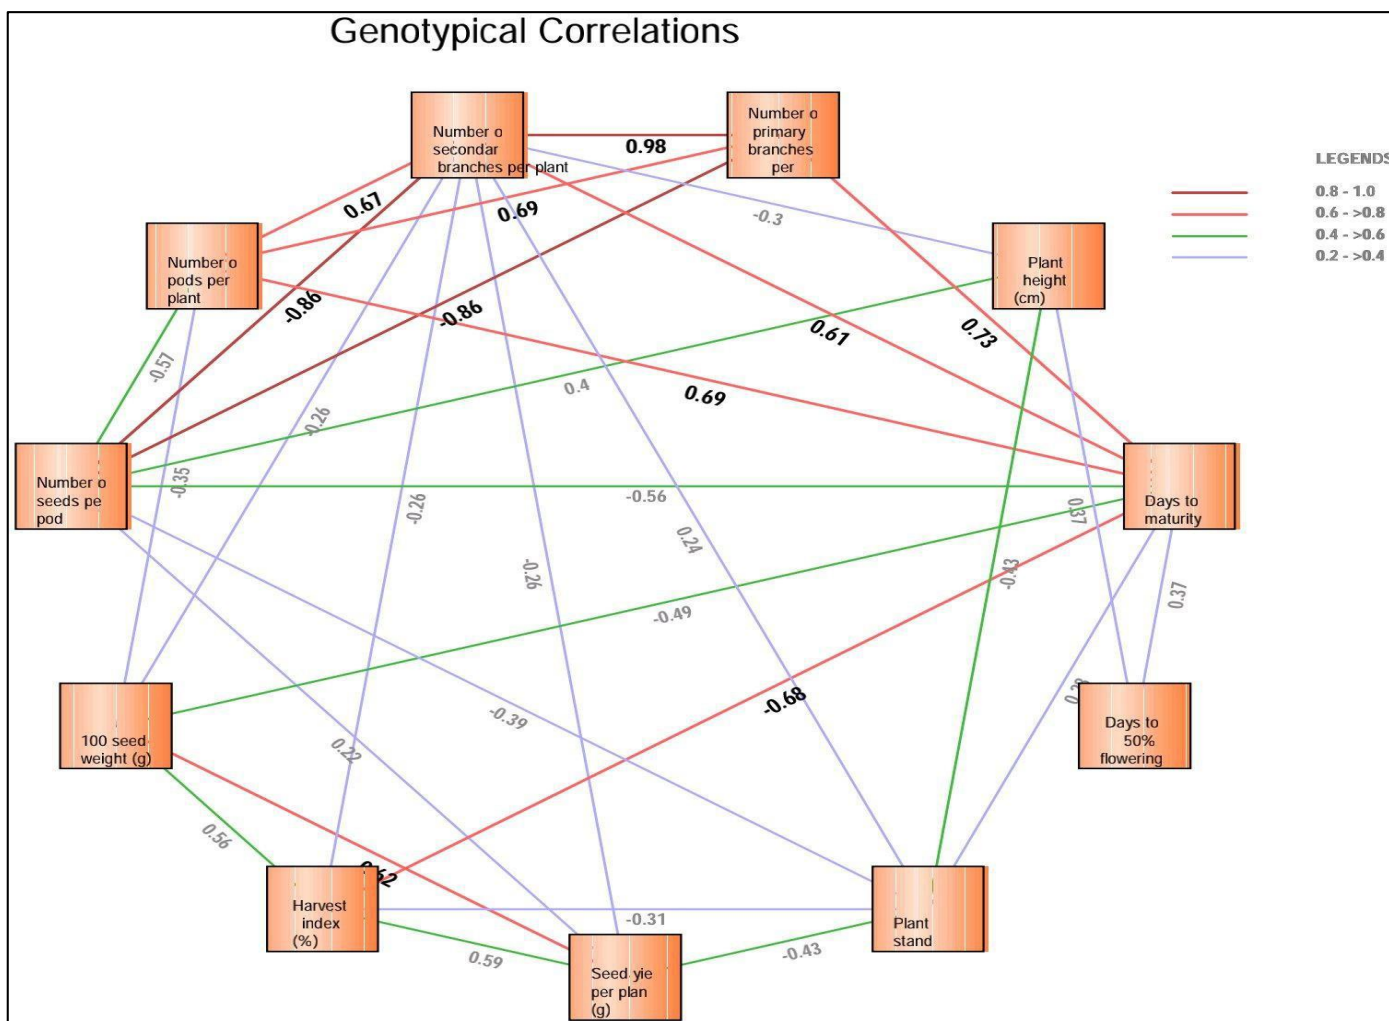 Genotypical Correlations
Number o
secondar
branches per plant
Number o
primary
branches
per
0.98
LEGENDS
0.8 - 1.0
0.6 - >0.8
0.4 - >0.6
0.2 - >0.4
0.67
0.69
-0.3
Number o
pods per
plant
Plant
height
(cm)
-0.86
-0.86
0.61
0.73
-0.57
0.4
0.69
-0.26
-0.35
-0.26
Number o
seeds pe
pod
-0.56
0.24
0.37
Days to
maturity
-0.26
-0.43
0.37
-0.49
-0.68
-0.39
0.22
100 seed
weight (g)
Days to
50%
flowering
0.56
Harvest
index
(%)
-0.31
Plant
stand
0.59
-0.43
Seed yie
per plan
(g)